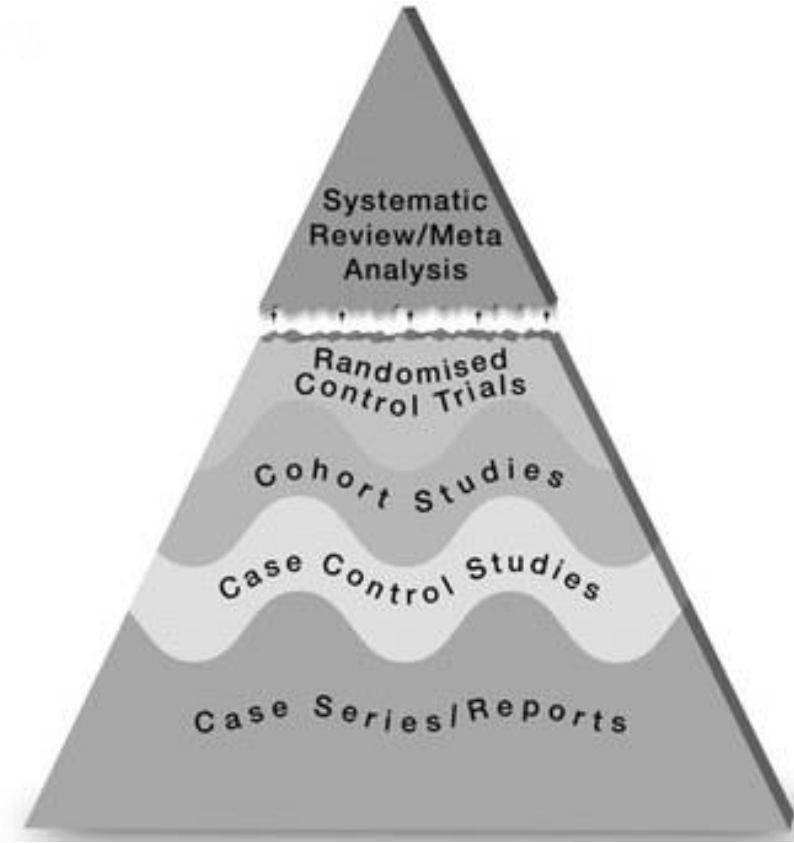 Systematic
Review/Meta
Analysis
Randomised
Control Trials
Cohort Studies
Case Control Studies
Case Series/Reports